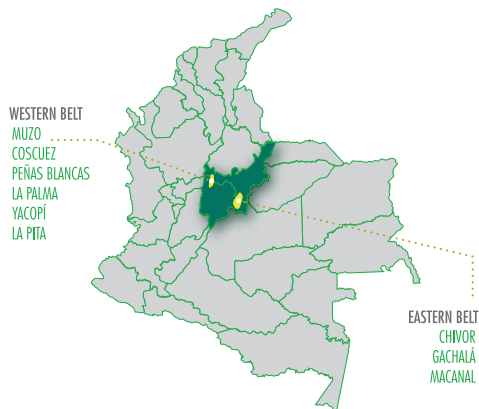 WESTERN BELT
MUZO
COSCUEZ
PEÑAS BLANCAS
LA PALMA
YACOPÍ
LA PITA
EASTERN BELT
CHIVOR
GACHALÁ
MACANAL